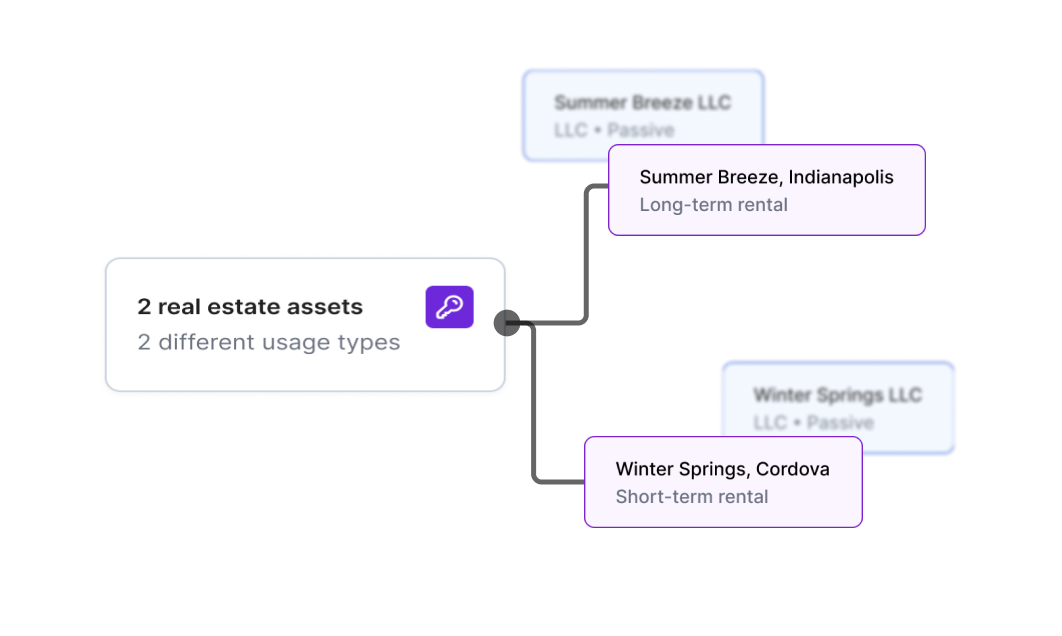 Summer Breeze LLC
LLC • Passive
Summer Breeze, Indianapolis
Long-term rental
2 real estate assets
2 different usage types
Winter Springs LLC
LLC • Passive
Winter Springs, Cordova
Short-term rental